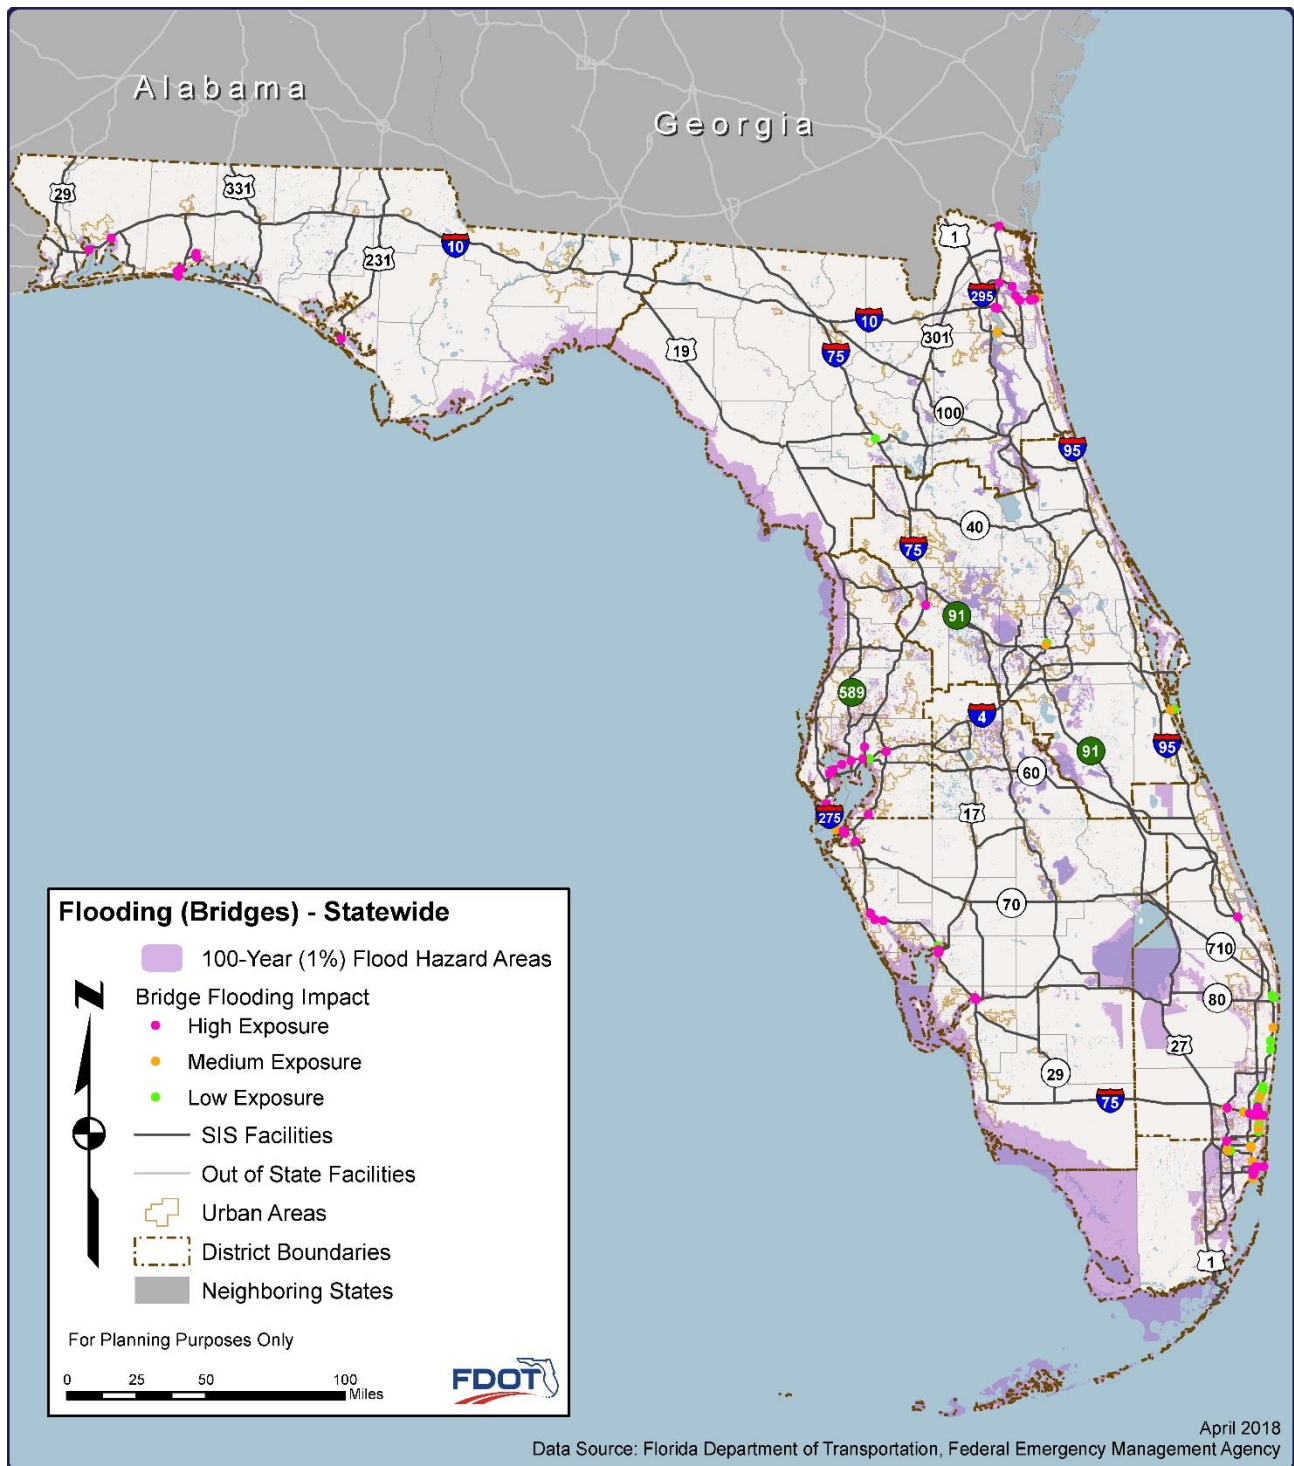 Alabama
Georgia
29
331
231
10
1
295
10
301
19
75
100
95
40
75
91
589
4
95
91
60
275
17
70
710
80
27
29
75
1
Flooding (Bridges) - Statewide
100-Year (1%) Flood Hazard Areas
N
Bridge Flooding Impact
High Exposure
Medium Exposure
Low Exposure
SIS Facilities
Out of State Facilities
Urban Areas
District Boundaries
Neighboring States
For Planning Purposes Only
0 25 50 100
Miles
FDOT
April 2018
Data Source: Florida Department of Transportation, Federal Emergency Management Agency